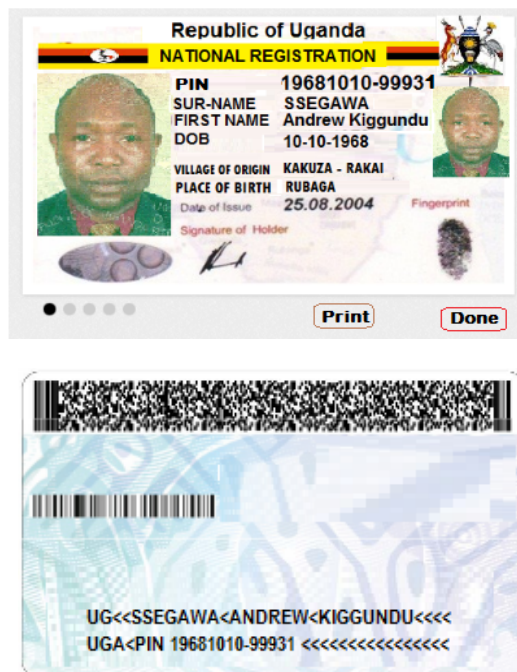 Republic of Uganda
NATIONAL REGISTRATION
PIN 19681010-99931
SUR-NAME SSEGAWA
FIRST NAME Andrew Kiggundu
DOB 10-10-1968
VILLAGE OF ORIGIN KAKUZA - RAKAI
PLACE OF BIRTH RUBAGA
Date of Issue 25.08.2004 Fingerprint
Signature of Holder
Print Done
UG<<SSEGAWA<ANDREW<KIGGUNDU<<<<
UGA<PIN 19681010-99931 <<<<<<<<<<<<<<<<